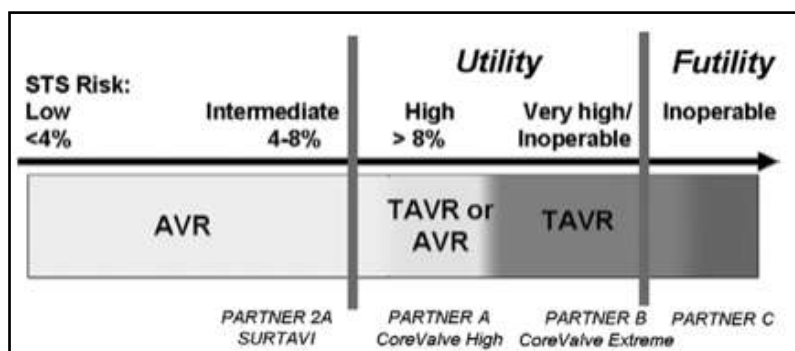 Utility
Futility
STS Risk:
Low
<4%
Intermediate
4-8%
High
> 8%
Very high/
Inoperable
Inoperable
AVR
TAVR or
AVR
TAVR
PARTNER 2A
SURTAVI
PARTNER A
CoreValve High
PARTNER B
CoreValve Extreme
PARTNER C